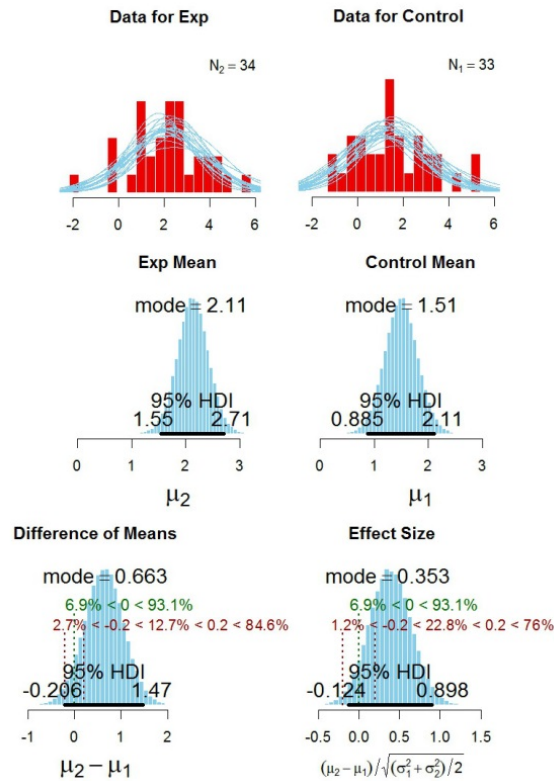 Data for Exp
Data for Control
N₂ = 34
N₁ = 33
-2 0 2 4 6
-2 0 2 4 6
Exp Mean
Control Mean
mode = 2.11
mode = 1.51
95% HDI
1.55 2.71
95% HDI
0.885 2.11
0 1 2 3
0 1 2 3
μ₂
μ₁
Difference of Means
Effect Size
mode = 0.663
6.9% < 0 < 93.1%
2.7% < -0.2 < 12.7% < 0.2 < 84.6%
95% HDI
-0.206 1.47
mode = 0.353
6.9% < 0 < 93.1%
1.2% < -0.2 < 22.8% < 0.2 < 76%
95% HDI
-0.124 0.898
-1 0 1 2
-0.5 0.0 0.5 1.0 1.5
μ₂ − μ₁
(μ₂ − μ₁)/√(σ₁² + σ₂²)/2